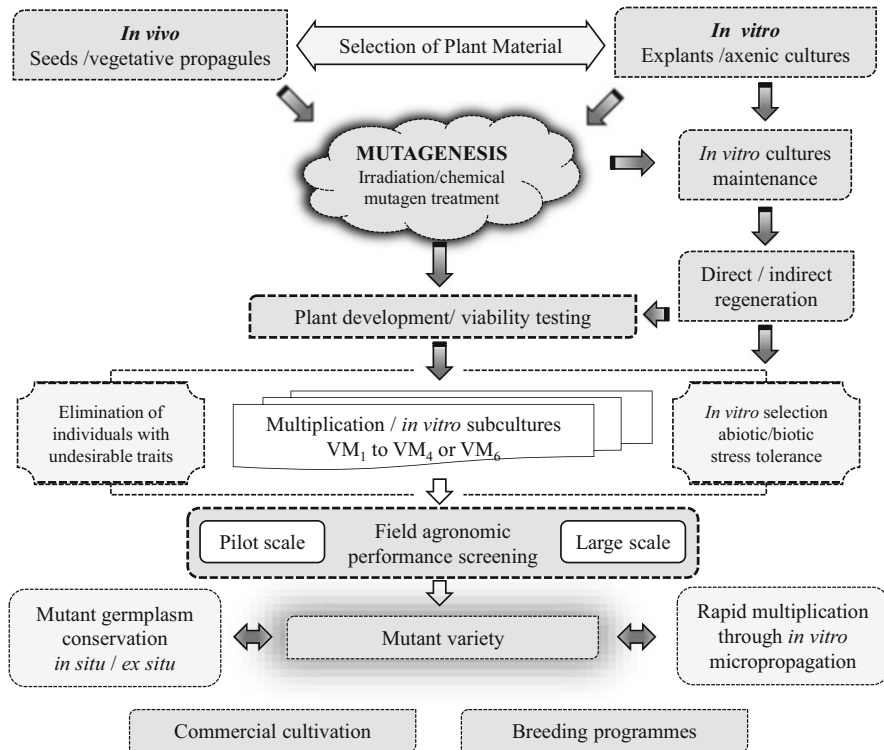 In vivo
Seeds /vegetative propagules
Selection of Plant Material
In vitro
Explants /axenic cultures
MUTAGENESIS
Irradiation/chemical
mutagen treatment
In vitro cultures
maintenance
Direct / indirect
regeneration
Plant development/ viability testing
Elimination of
individuals with
undesirable traits
Multiplication / in vitro subcultures
VM₁ to VM₄ or VM₆
In vitro selection
abiotic/biotic
stress tolerance
Pilot scale
Field agronomic
performance screening
Large scale
Mutant germplasm
conservation
in situ / ex situ
Mutant variety
Rapid multiplication
through in vitro
micropropagation
Commercial cultivation
Breeding programmes